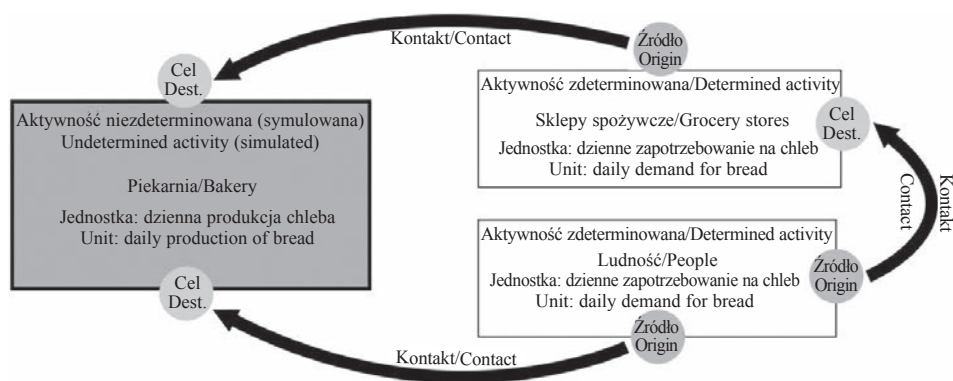 Kontakt/Contact
Źródło
Origin
Cel
Dest.
Aktywność niezdeterminowana (symulowana)
Undetermined activity (simulated)
Piekarnia/Bakery
Jednostka: dzienna produkcja chleba
Unit: daily production of bread
Cel
Dest.
Aktywność zdeterminowana/Determined activity
Sklepy spożywcze/Grocery stores
Jednostka: dzienne zapotrzebowanie na chleb
Unit: daily demand for bread
Cel
Dest.
Kontakt
Contact
Aktywność zdeterminowana/Determined activity
Ludność/People
Jednostka: dzienne zapotrzebowanie na chleb
Unit: daily demand for bread
Źródło
Origin
Źródło
Origin
Kontakt/Contact